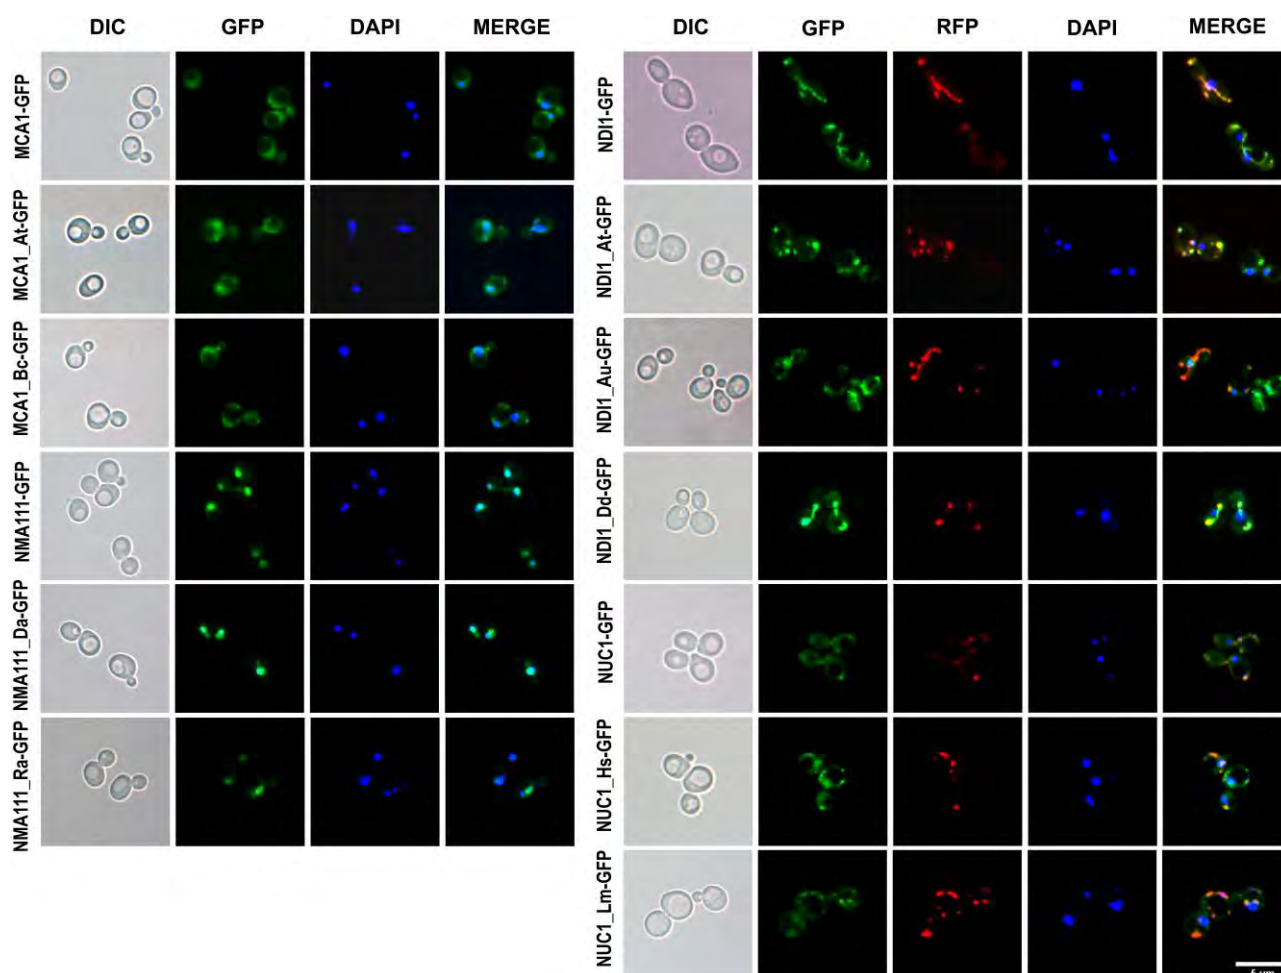 DIC GFP DAPI MERGE
MCA1-GFP
MCA1_At-GFP
MCA1_Bc-GFP
NMA111-GFP
NMA111_Da-GFP
NMA111_Ra-GFP
DIC GFP RFP DAPI MERGE
NDI1-GFP
NDI1_At-GFP
NDI1_Au-GFP
NDI1_Dd-GFP
NUC1-GFP
NUC1_Hs-GFP
NUC1_Lm-GFP